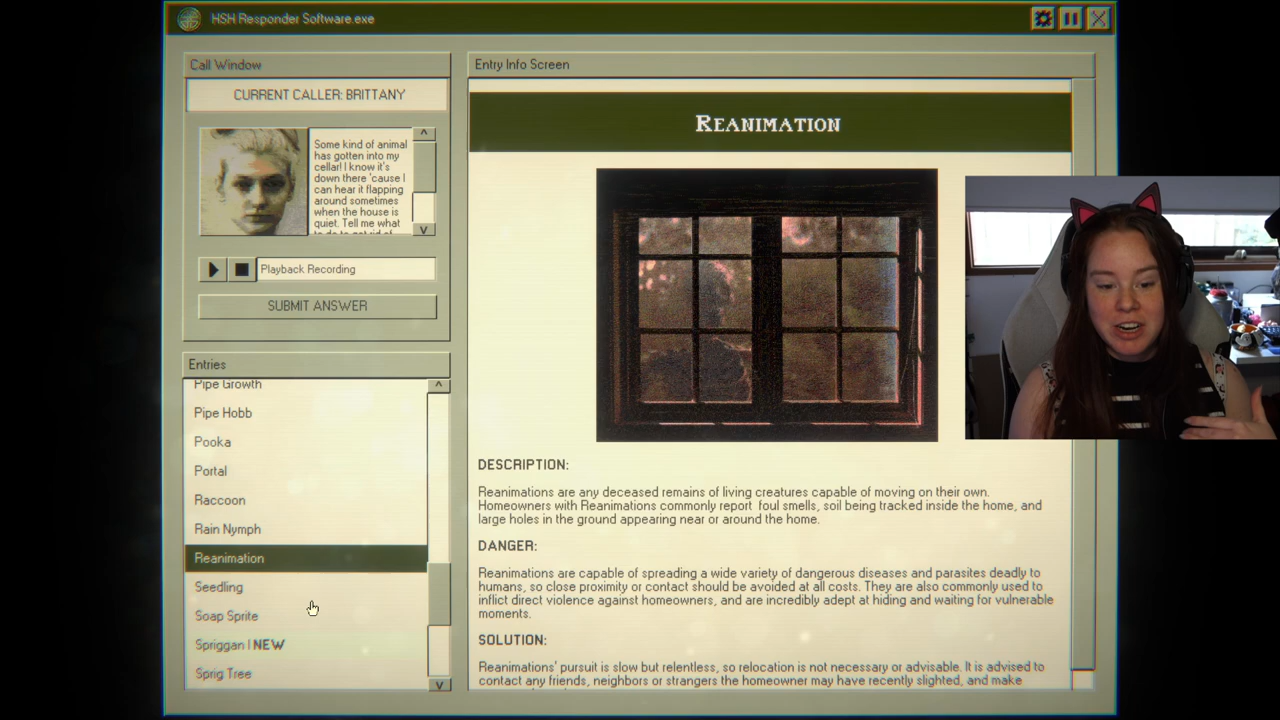 HSH Responder Software.exe
Call Window
CURRENT CALLER: BRITTANY
Some kind of animal
has gotten into my
cellar! I know it's
down there 'cause I
can hear it flapping
around sometimes
when the house is
quiet. Tell me what
Playback Recording
SUBMIT ANSWER
Entries
Pipe Growth
Pipe Hobb
Pooka
Portal
Raccoon
Rain Nymph
Reanimation
Seedling
Soap Sprite
Spriggan | NEW
Sprig Tree
Entry Info Screen
REANIMATION
DESCRIPTION:
Reanimations are any deceased remains of living creatures capable of moving on their own.
Homeowners with Reanimations commonly report foul smells, soil being tracked inside the home, and
large holes in the ground appearing near or around the home.
DANGER:
Reanimations are capable of spreading a wide variety of dangerous diseases and parasites deadly to
humans, so close proximity or contact should be avoided at all costs. They are also commonly used to
inflict direct violence against homeowners, and are incredibly adept at hiding and waiting for vulnerable
moments.
SOLUTION:
Reanimations' pursuit is slow but relentless, so relocation is not necessary or advisable. It is advised to
contact any friends, neighbors or strangers the homeowner may have recently slighted, and make